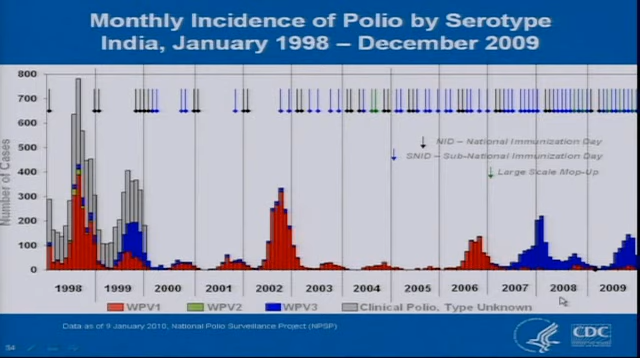 Monthly Incidence of Polio by Serotype
India, January 1998 – December 2009
800
700
600
500
400
300
200
100
0
Number of Cases
NID – National Immunization Day
SNID – Sub-National Immunization Day
Large Scale Mop-Up
1998 1999 2000 2001 2002 2003 2004 2005 2006 2007 2008 2009
WPV1 WPV2 WPV3 Clinical Polio, Type Unknown
Data as of 9 January 2010, National Polio Surveillance Project (NPSP)
54
CDC